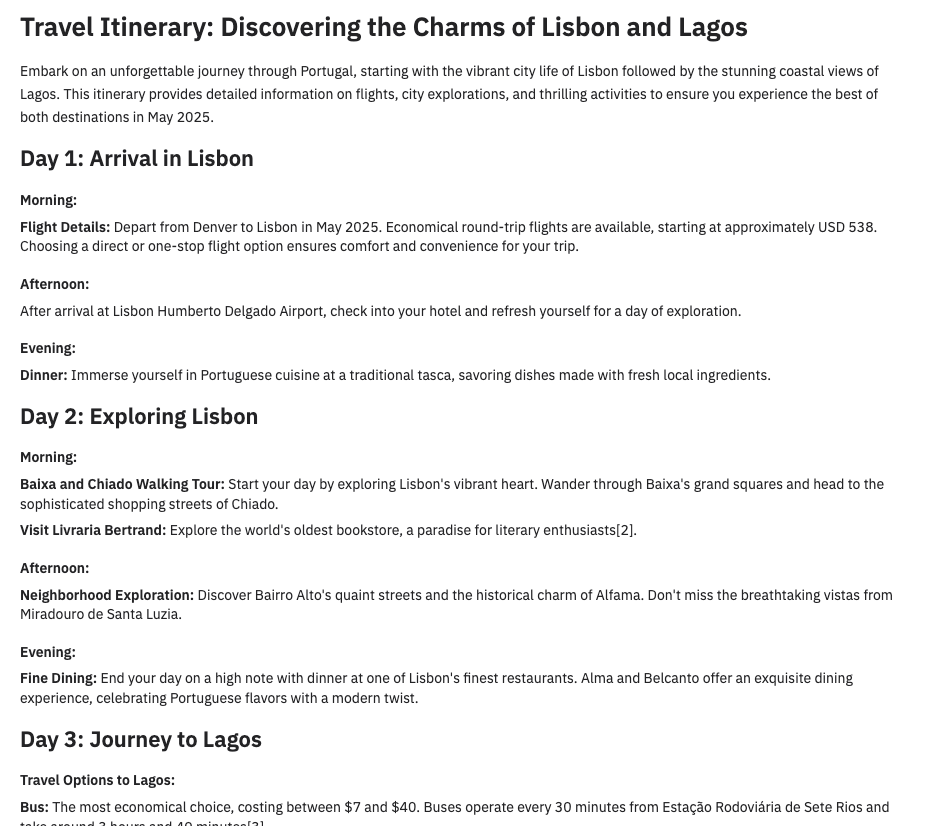 Travel Itinerary: Discovering the Charms of Lisbon and Lagos
Embark on an unforgettable journey through Portugal, starting with the vibrant city life of Lisbon followed by the stunning coastal views of
Lagos. This itinerary provides detailed information on flights, city explorations, and thrilling activities to ensure you experience the best of
both destinations in May 2025.
Day 1: Arrival in Lisbon
Morning:
Flight Details: Depart from Denver to Lisbon in May 2025. Economical round-trip flights are available, starting at approximately USD 538.
Choosing a direct or one-stop flight option ensures comfort and convenience for your trip.
Afternoon:
After arrival at Lisbon Humberto Delgado Airport, check into your hotel and refresh yourself for a day of exploration.
Evening:
Dinner: Immerse yourself in Portuguese cuisine at a traditional tasca, savoring dishes made with fresh local ingredients.
Day 2: Exploring Lisbon
Morning:
Baixa and Chiado Walking Tour: Start your day by exploring Lisbon's vibrant heart. Wander through Baixa's grand squares and head to the
sophisticated shopping streets of Chiado.
Visit Livraria Bertrand: Explore the world's oldest bookstore, a paradise for literary enthusiasts[2].
Afternoon:
Neighborhood Exploration: Discover Bairro Alto's quaint streets and the historical charm of Alfama. Don't miss the breathtaking vistas from
Miradouro de Santa Luzia.
Evening:
Fine Dining: End your day on a high note with dinner at one of Lisbon's finest restaurants. Alma and Belcanto offer an exquisite dining
experience, celebrating Portuguese flavors with a modern twist.
Day 3: Journey to Lagos
Travel Options to Lagos:
Bus: The most economical choice, costing between $7 and $40. Buses operate every 30 minutes from Estação Rodoviária de Sete Rios and
take around 3 hours and 40 minutes[3].